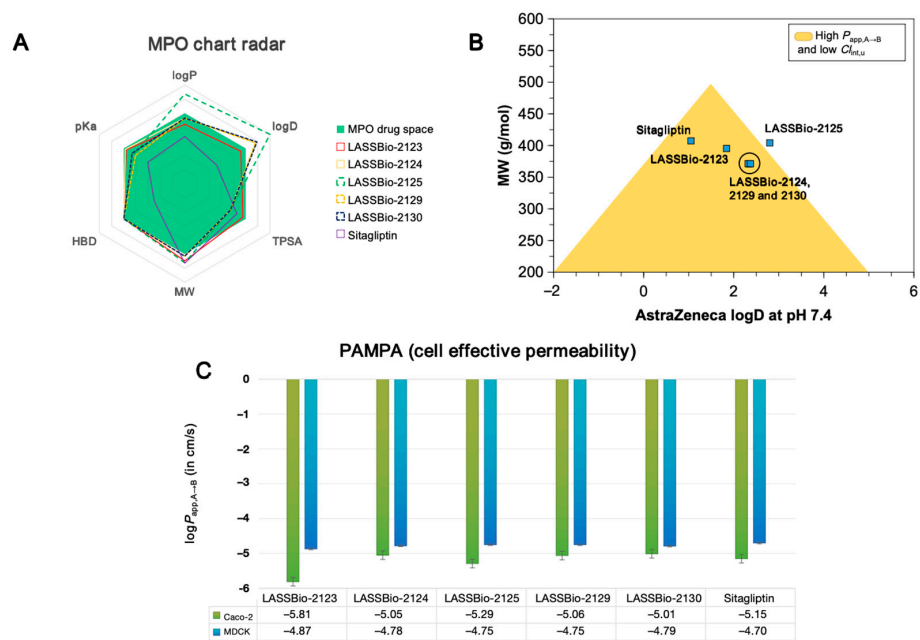 A
MPO chart radar
logP
logD
TPSA
MW
HBD
pKa
MPO drug space
LASSBio-2123
LASSBio-2124
LASSBio-2125
LASSBio-2129
LASSBio-2130
Sitagliptin
B
High Papp,A→B
and low Clint,u
MW (g/mol)
600
550
500
450
400
350
300
250
200
−2
0
2
4
6
Sitagliptin
LASSBio-2125
LASSBio-2123
LASSBio-2124,
2129 and 2130
AstraZeneca logD at pH 7.4
PAMPA (cell effective permeability)
C
logPapp,A→B (in cm/s)
0
−1
−2
−3
−4
−5
−6
LASSBio-2123 LASSBio-2124 LASSBio-2125 LASSBio-2129 LASSBio-2130 Sitagliptin
Caco-2 −5.81 −5.05 −5.29 −5.06 −5.01 −5.15
MDCK −4.87 −4.78 −4.75 −4.75 −4.79 −4.70